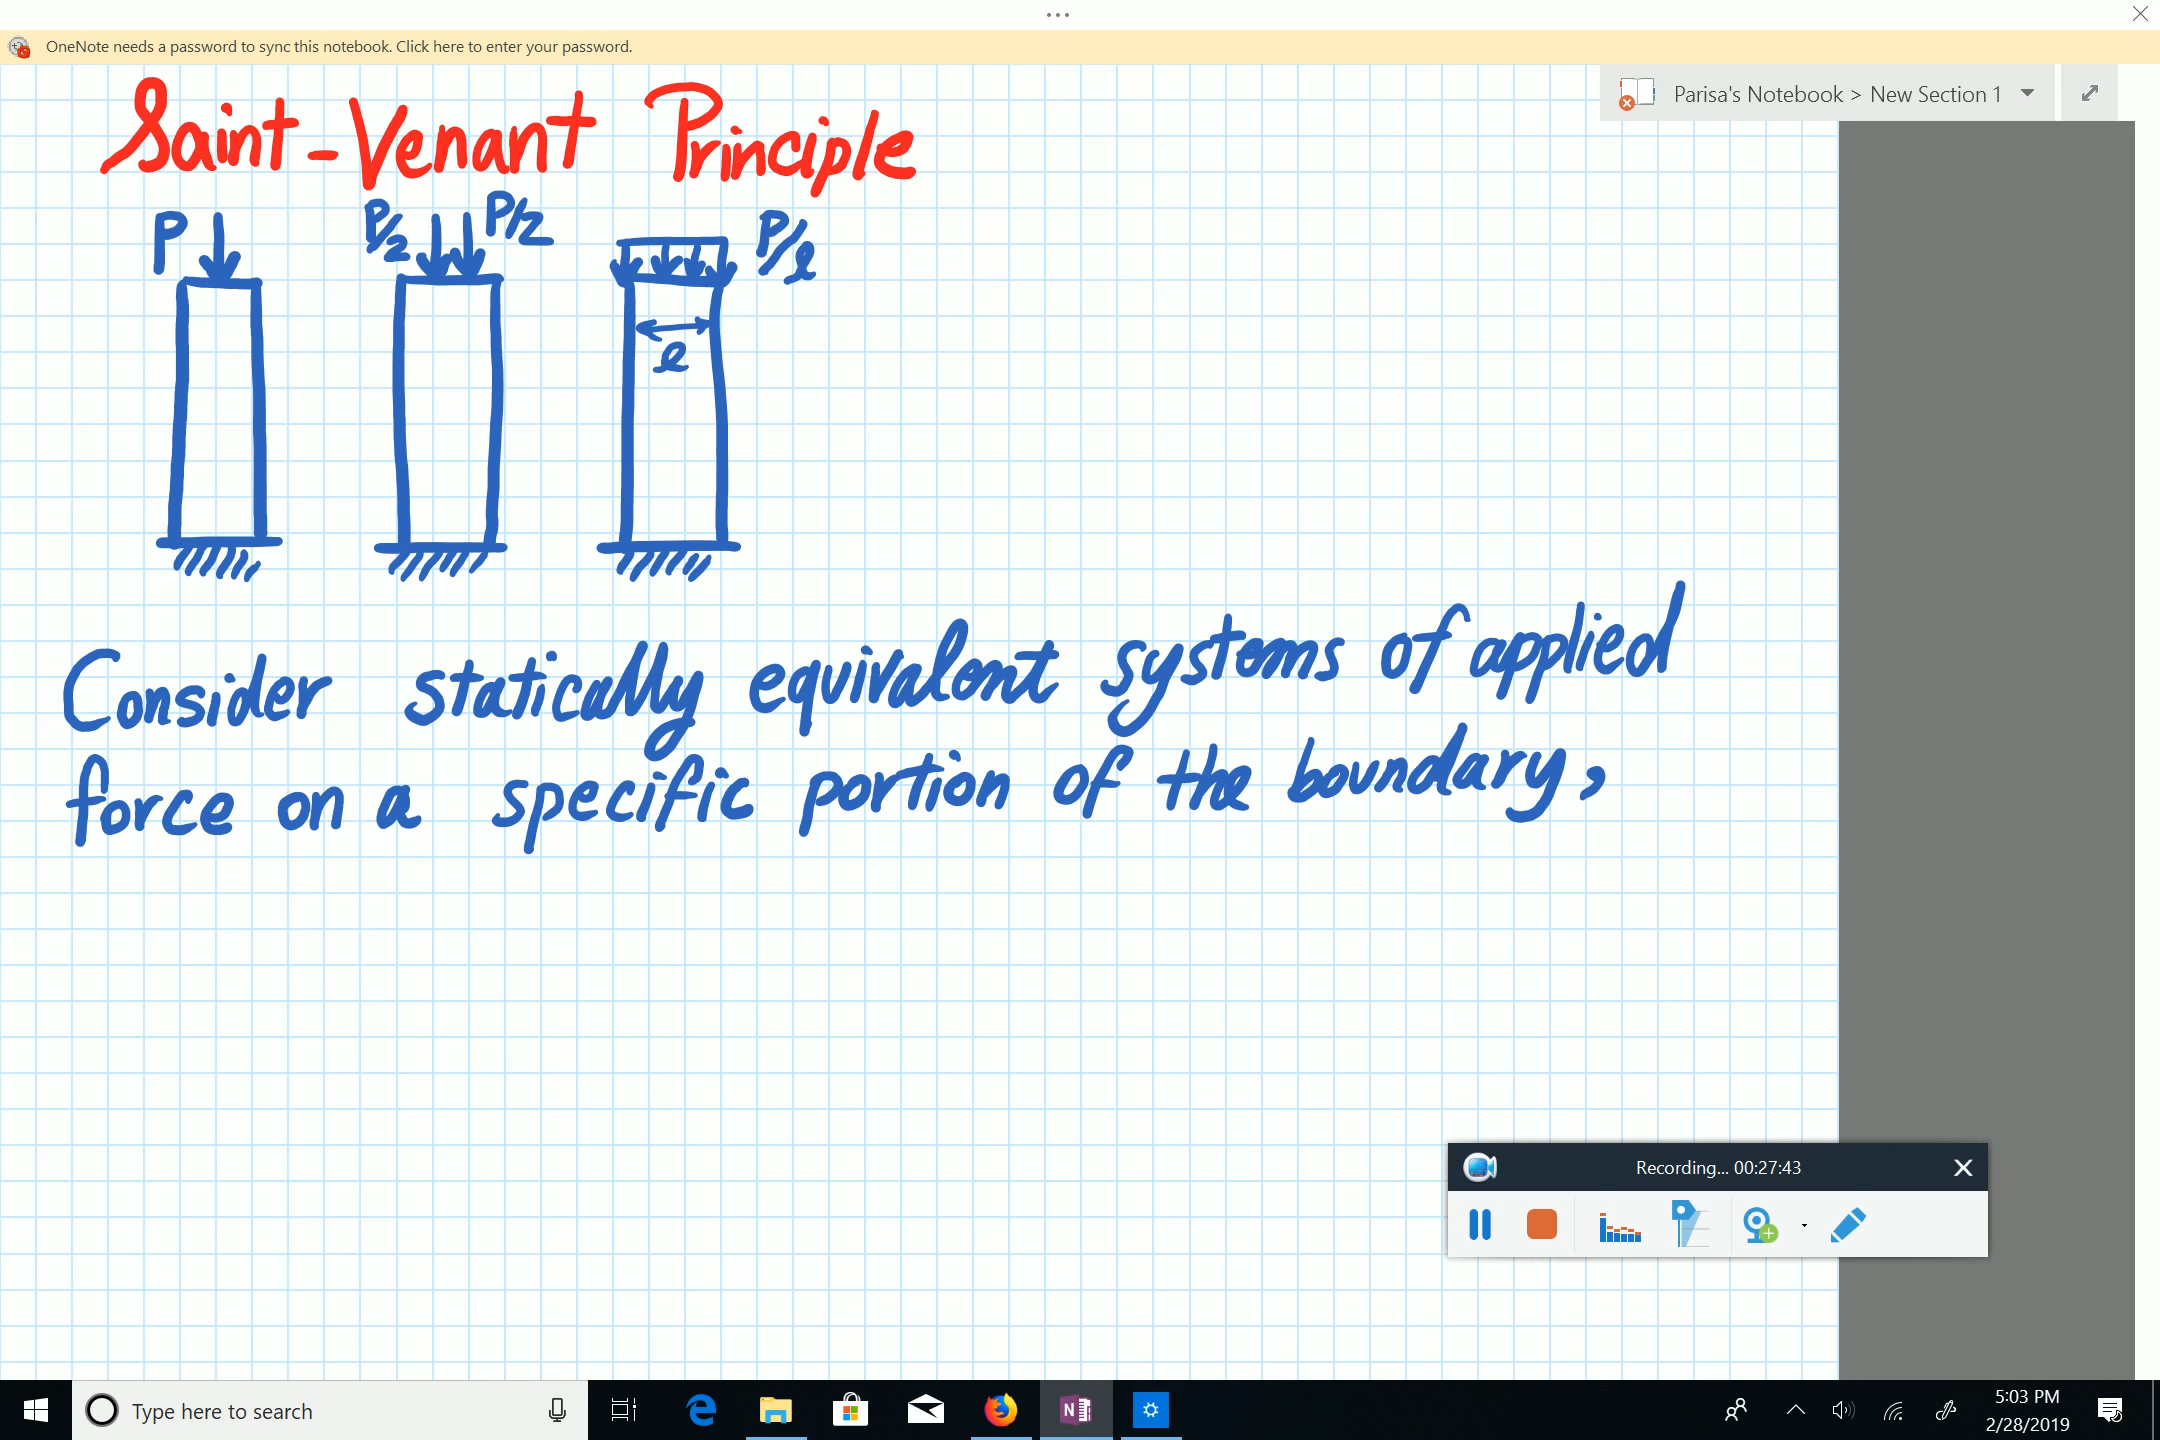 OneNote needs a password to sync this notebook. Click here to enter your password.
Parisa's Notebook > New Section 1
Saint-Venant Principle
P
P/2
P/2
P/l
l
Consider statically equivalent systems of applied
force on a specific portion of the boundary,
Recording... 00:27:43
Type here to search
N
5:03 PM
2/28/2019